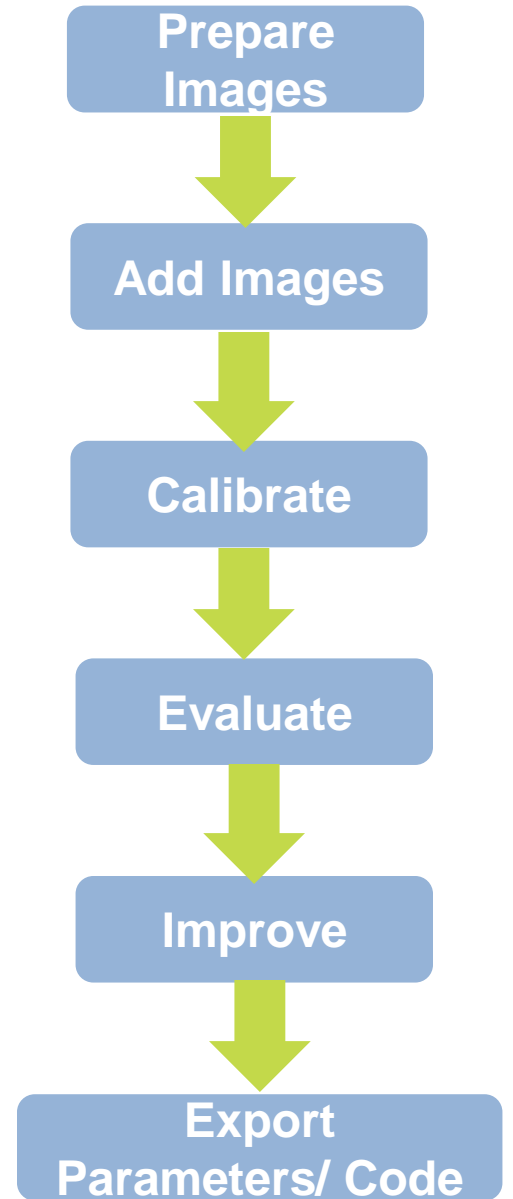 Prepare
Images
Add Images
Calibrate
Evaluate
Improve
Export
Parameters/ Code